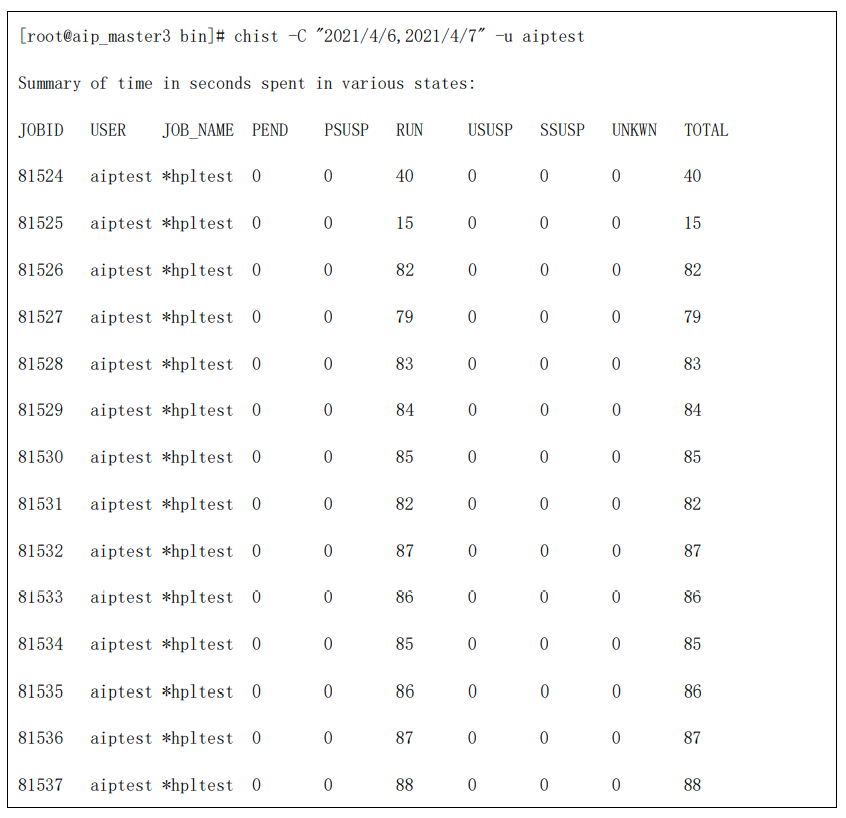 [root@aip_master3 bin]# chist -C "2021/4/6,2021/4/7" -u aiptest
Summary of time in seconds spent in various states:
JOBID USER JOB_NAME PEND PSUSP RUN USUSP SSUSP UNKWN TOTAL
81524 aiptest *hpltest 0 0 40 0 0 0 40
81525 aiptest *hpltest 0 0 15 0 0 0 15
81526 aiptest *hpltest 0 0 82 0 0 0 82
81527 aiptest *hpltest 0 0 79 0 0 0 79
81528 aiptest *hpltest 0 0 83 0 0 0 83
81529 aiptest *hpltest 0 0 84 0 0 0 84
81530 aiptest *hpltest 0 0 85 0 0 0 85
81531 aiptest *hpltest 0 0 82 0 0 0 82
81532 aiptest *hpltest 0 0 87 0 0 0 87
81533 aiptest *hpltest 0 0 86 0 0 0 86
81534 aiptest *hpltest 0 0 85 0 0 0 85
81535 aiptest *hpltest 0 0 86 0 0 0 86
81536 aiptest *hpltest 0 0 87 0 0 0 87
81537 aiptest *hpltest 0 0 88 0 0 0 88